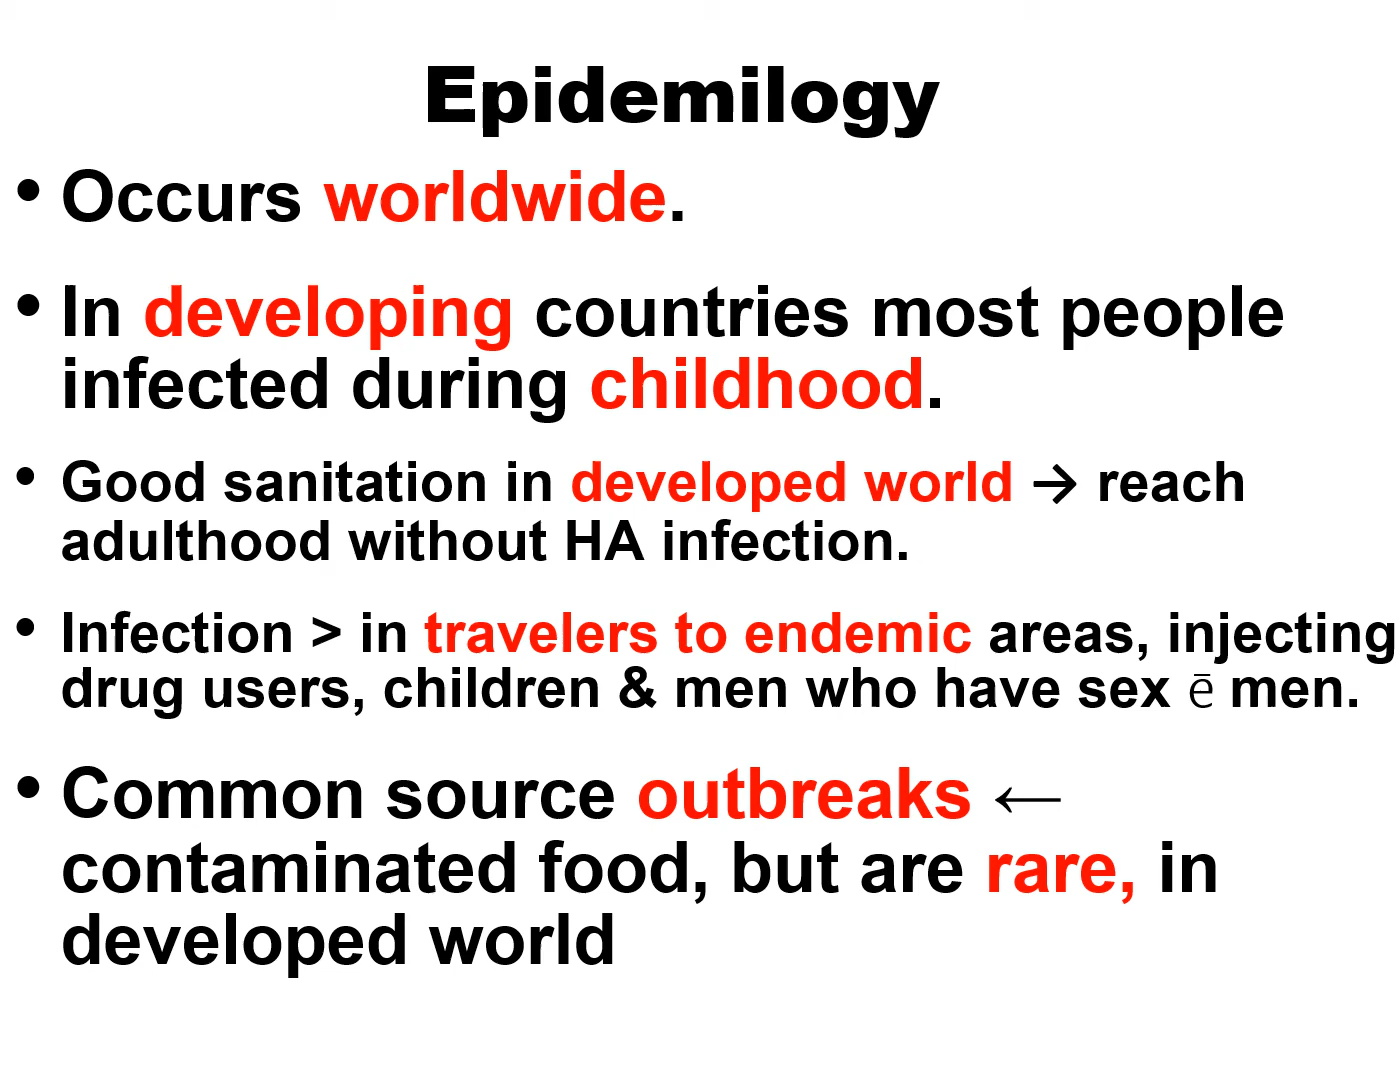 Epidemilogy
• Occurs worldwide.
• In developing countries most people
infected during childhood.
• Good sanitation in developed world → reach
adulthood without HA infection.
• Infection > in travelers to endemic areas, injecting
drug users, children & men who have sex ē men.
• Common source outbreaks ←
contaminated food, but are rare, in
developed world